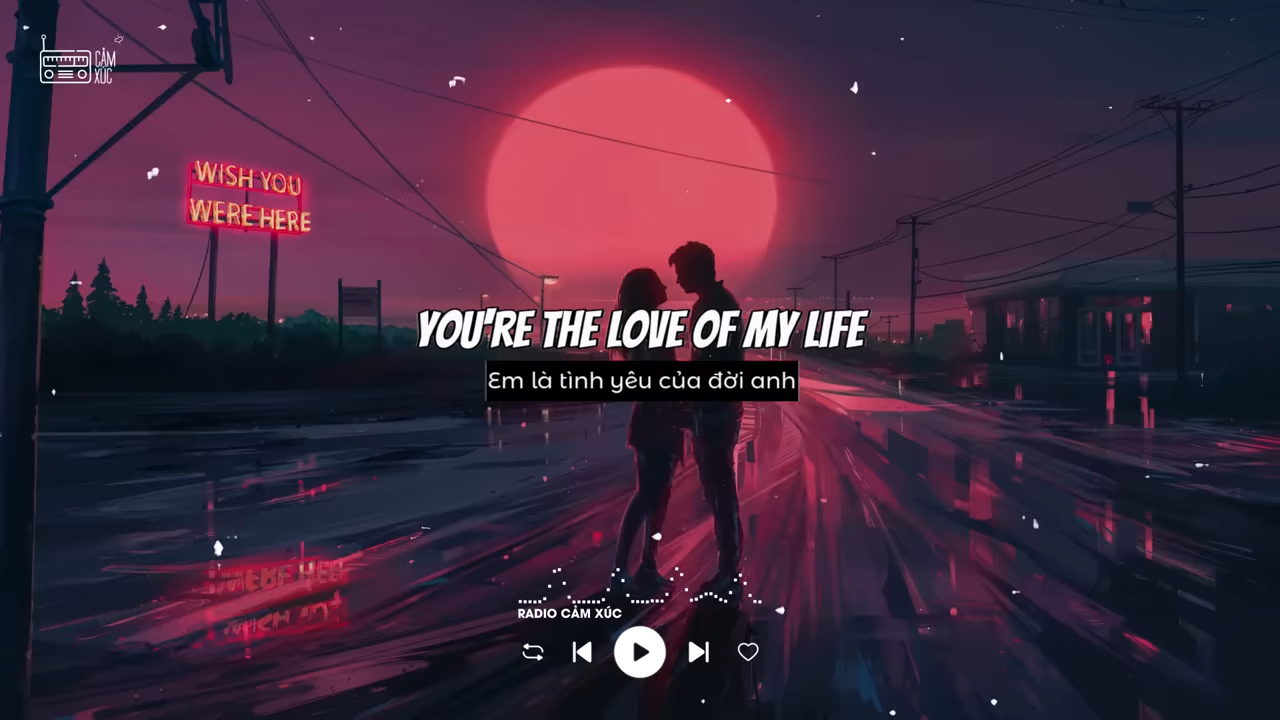 CẢM
XÚC
WISH YOU
WERE HERE
YOU'RE THE LOVE OF MY LIFE
Em là tình yêu của đời anh
RADIO CẢM XÚC